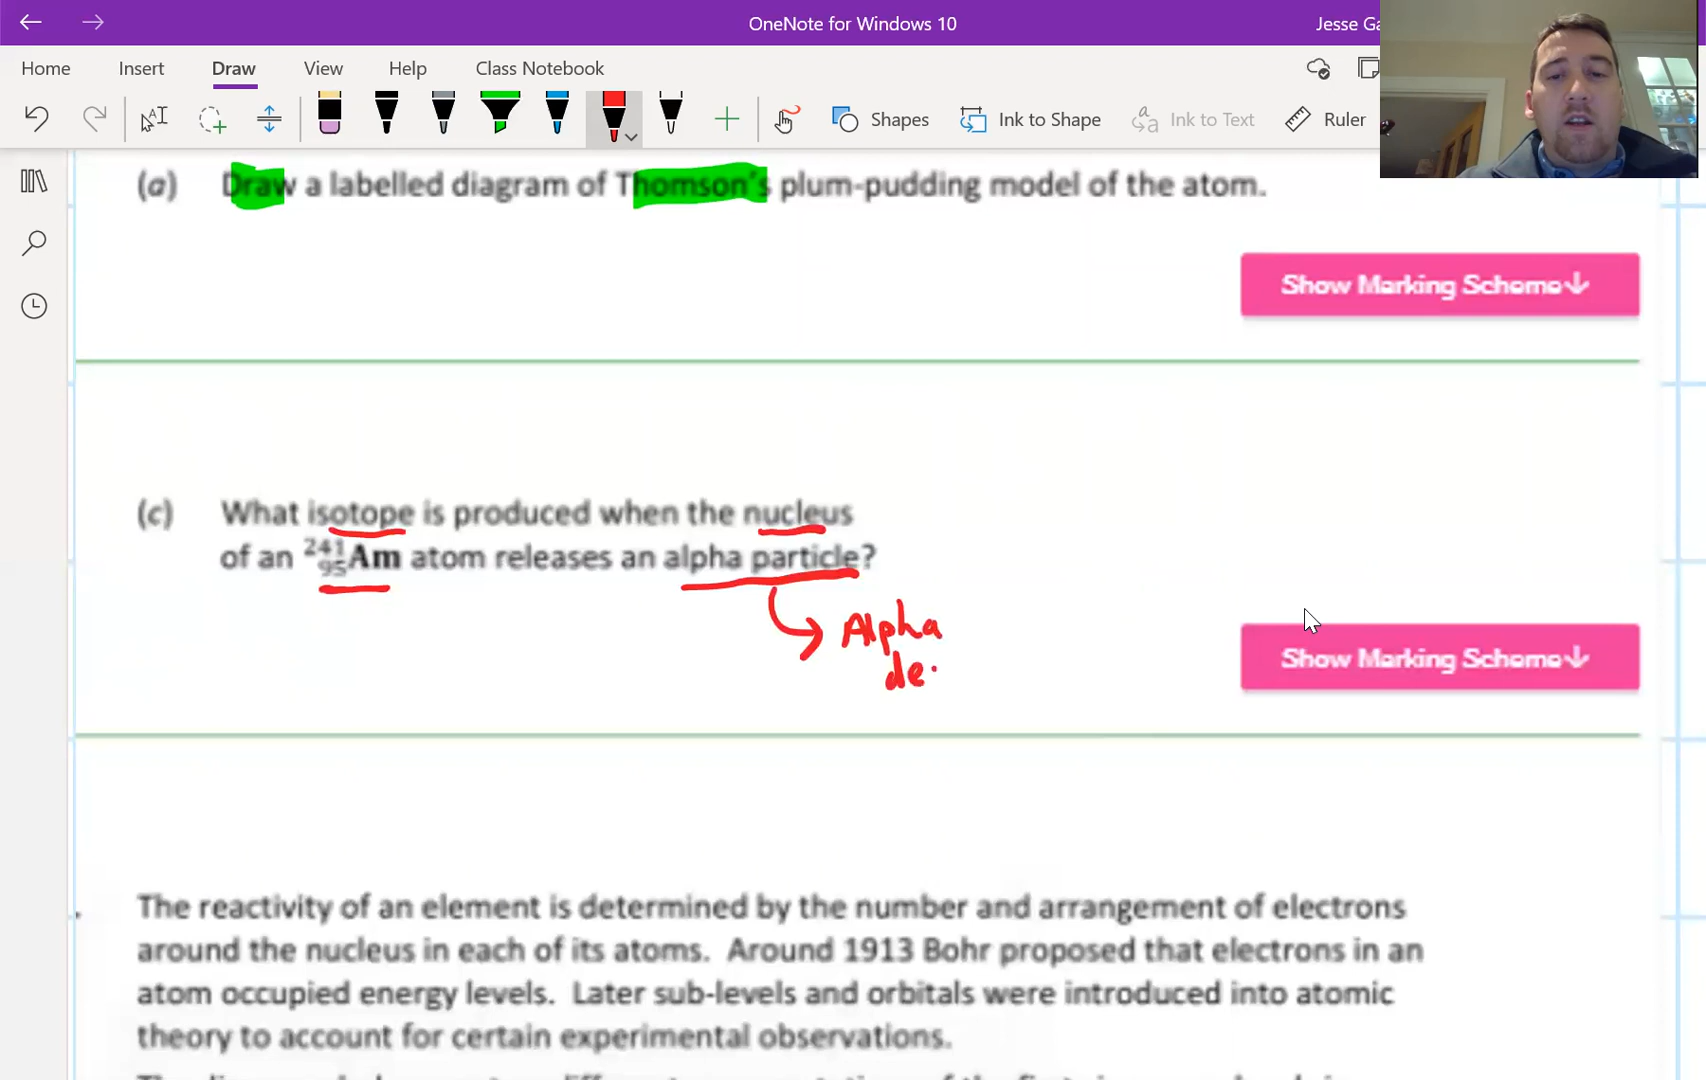 OneNote for Windows 10
Jesse Ga
Home Insert Draw View Help Class Notebook
Shapes Ink to Shape Ink to Text Ruler
(a) Draw a labelled diagram of Thomson's plum-pudding model of the atom.
Show Marking Scheme↓
(c) What isotope is produced when the nucleus
of an ²⁴¹₉₅Am atom releases an alpha particle?
Alpha
de
Show Marking Scheme↓
The reactivity of an element is determined by the number and arrangement of electrons
around the nucleus in each of its atoms. Around 1913 Bohr proposed that electrons in an
atom occupied energy levels. Later sub-levels and orbitals were introduced into atomic
theory to account for certain experimental observations.